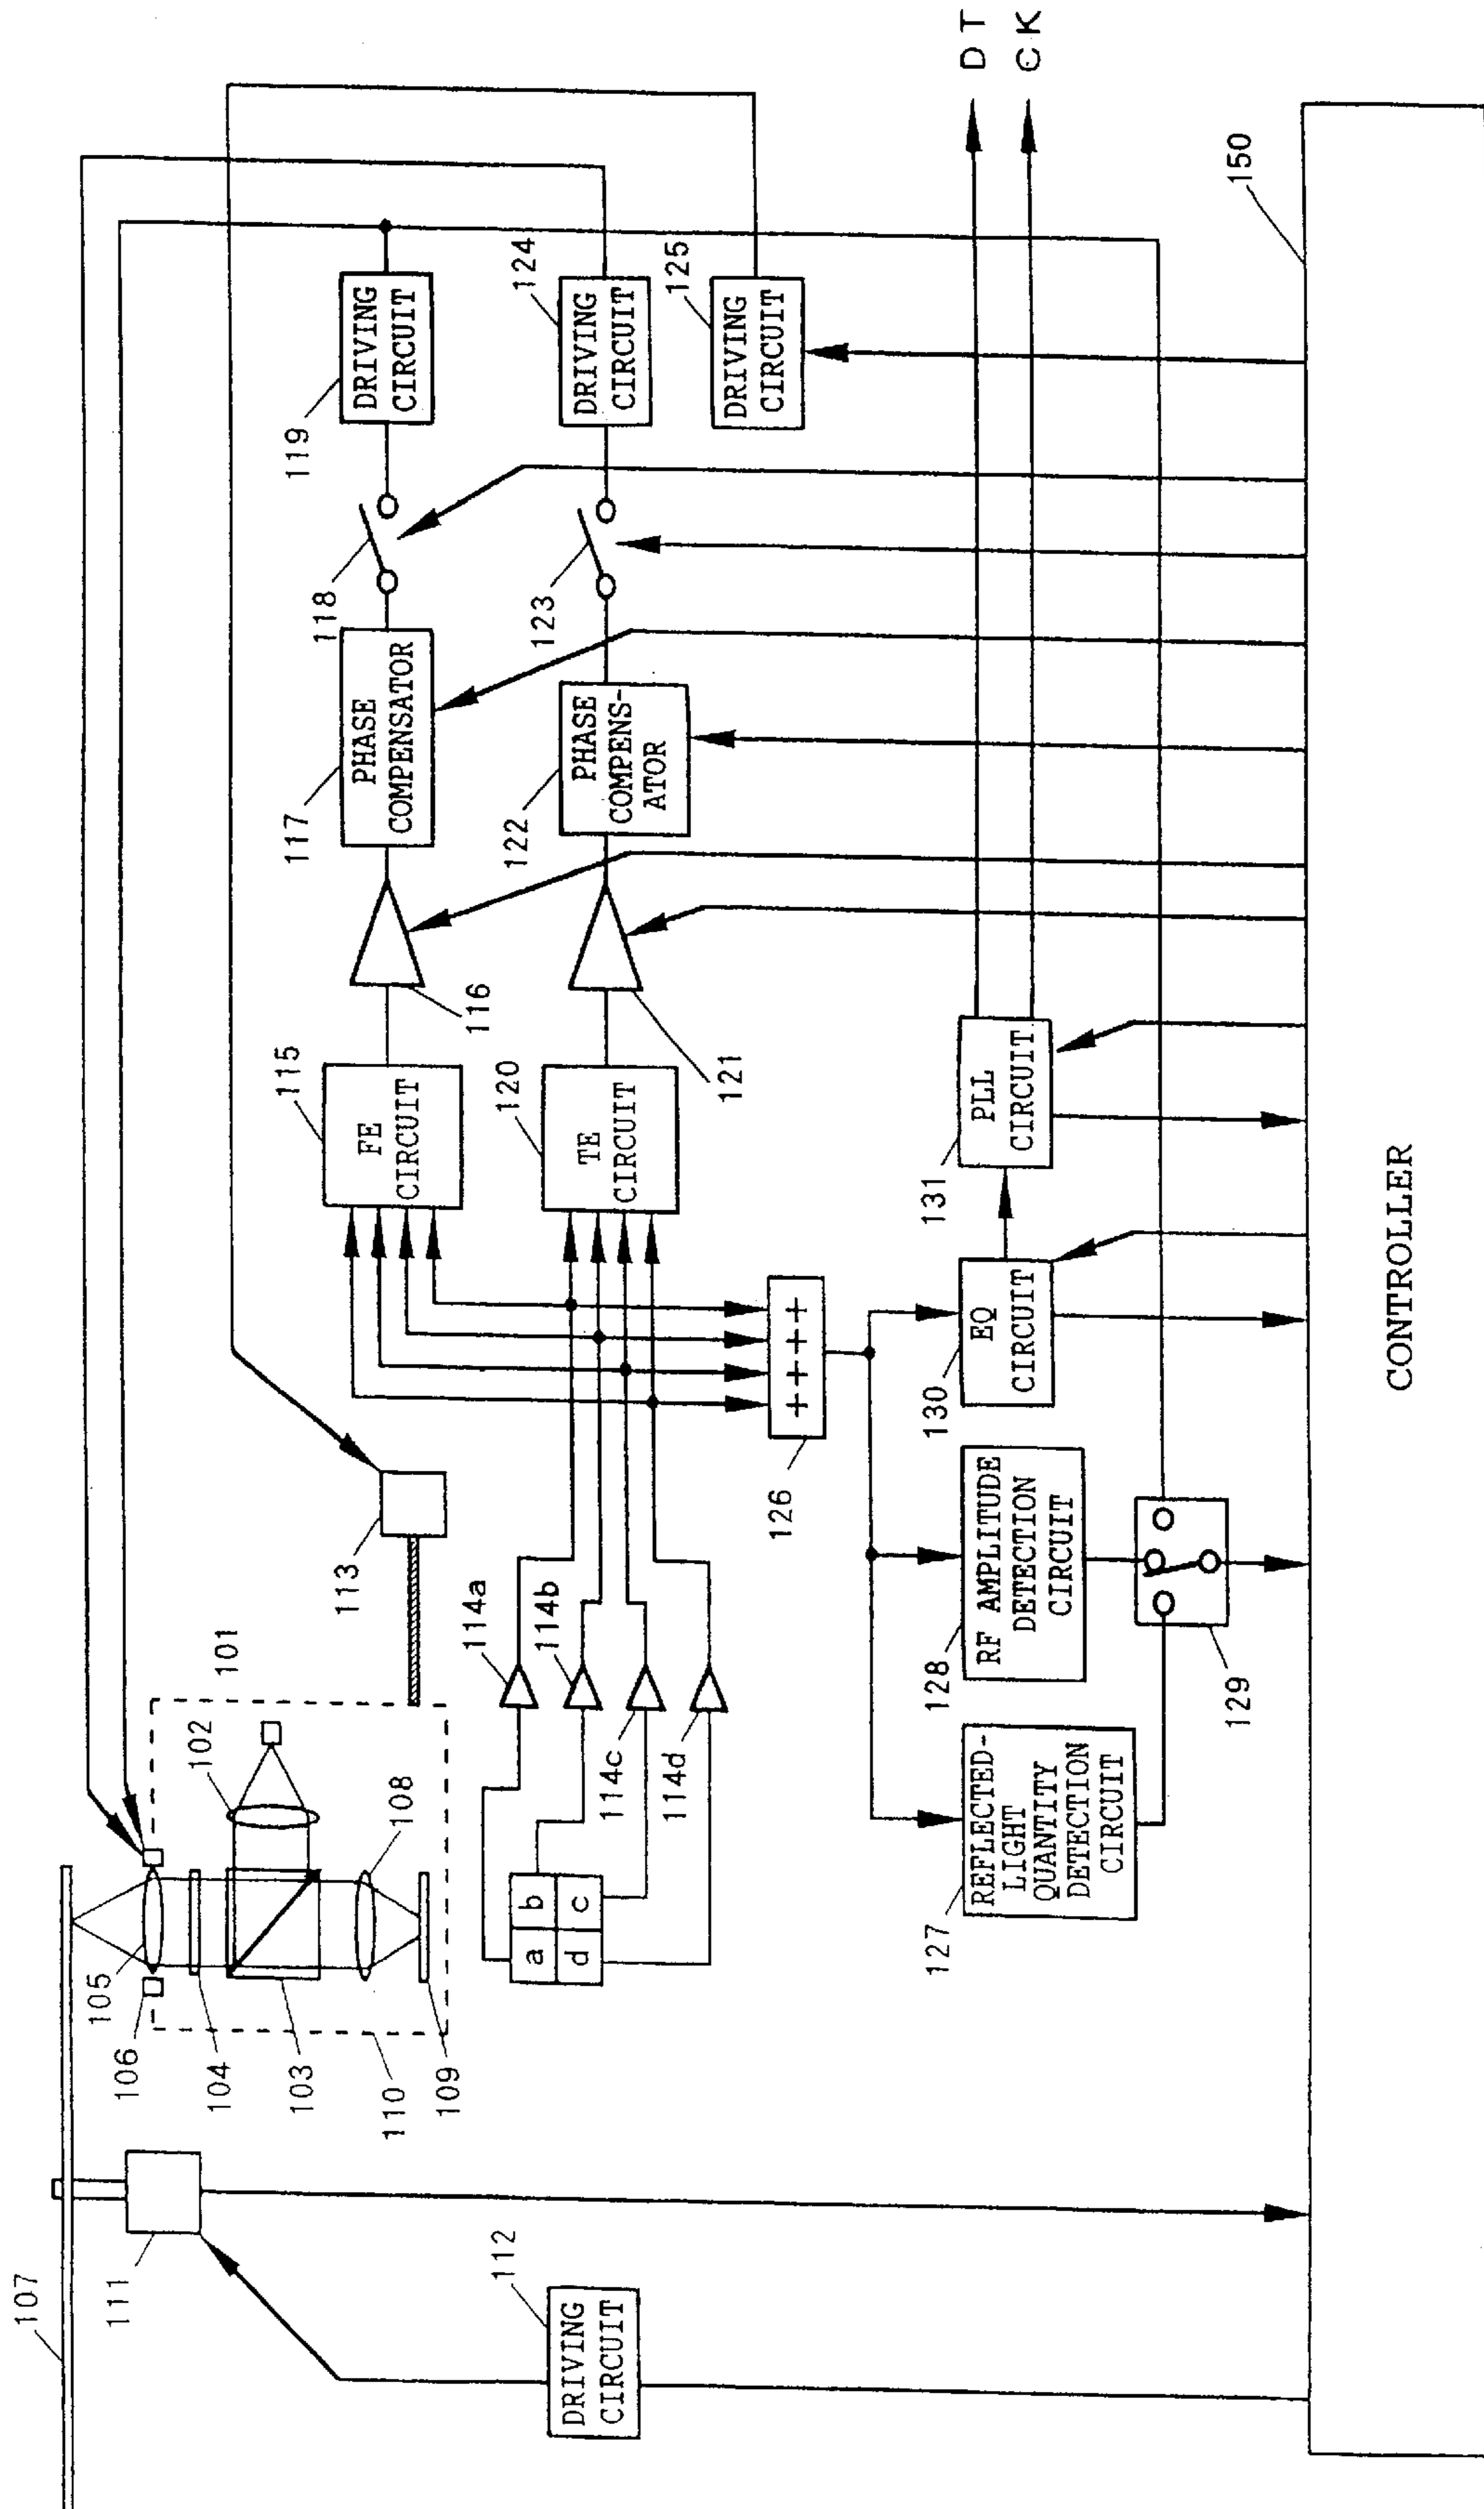 107
111
106
105
101
104
102
103
110
108
109
113
112
DRIVING
CIRCUIT
114a
114b
114c
114d
a
b
d
c
115
FE
CIRCUIT
116
117
PHASE
COMPENSATOR
118
119
DRIVING
CIRCUIT
120
TE
CIRCUIT
121
122
PHASE
COMPENS-
ATOR
123
124
DRIVING
CIRCUIT
125
DRIVING
CIRCUIT
126
+ + + +
+ + + +
127
REFLECTED-
LIGHT
QUANTITY
DETECTION
CIRCUIT
128
RF AMPLITUDE
DETECTION
CIRCUIT
129
130
EQ
CIRCUIT
131
PLL
CIRCUIT
DT
CK
150
CONTROLLER